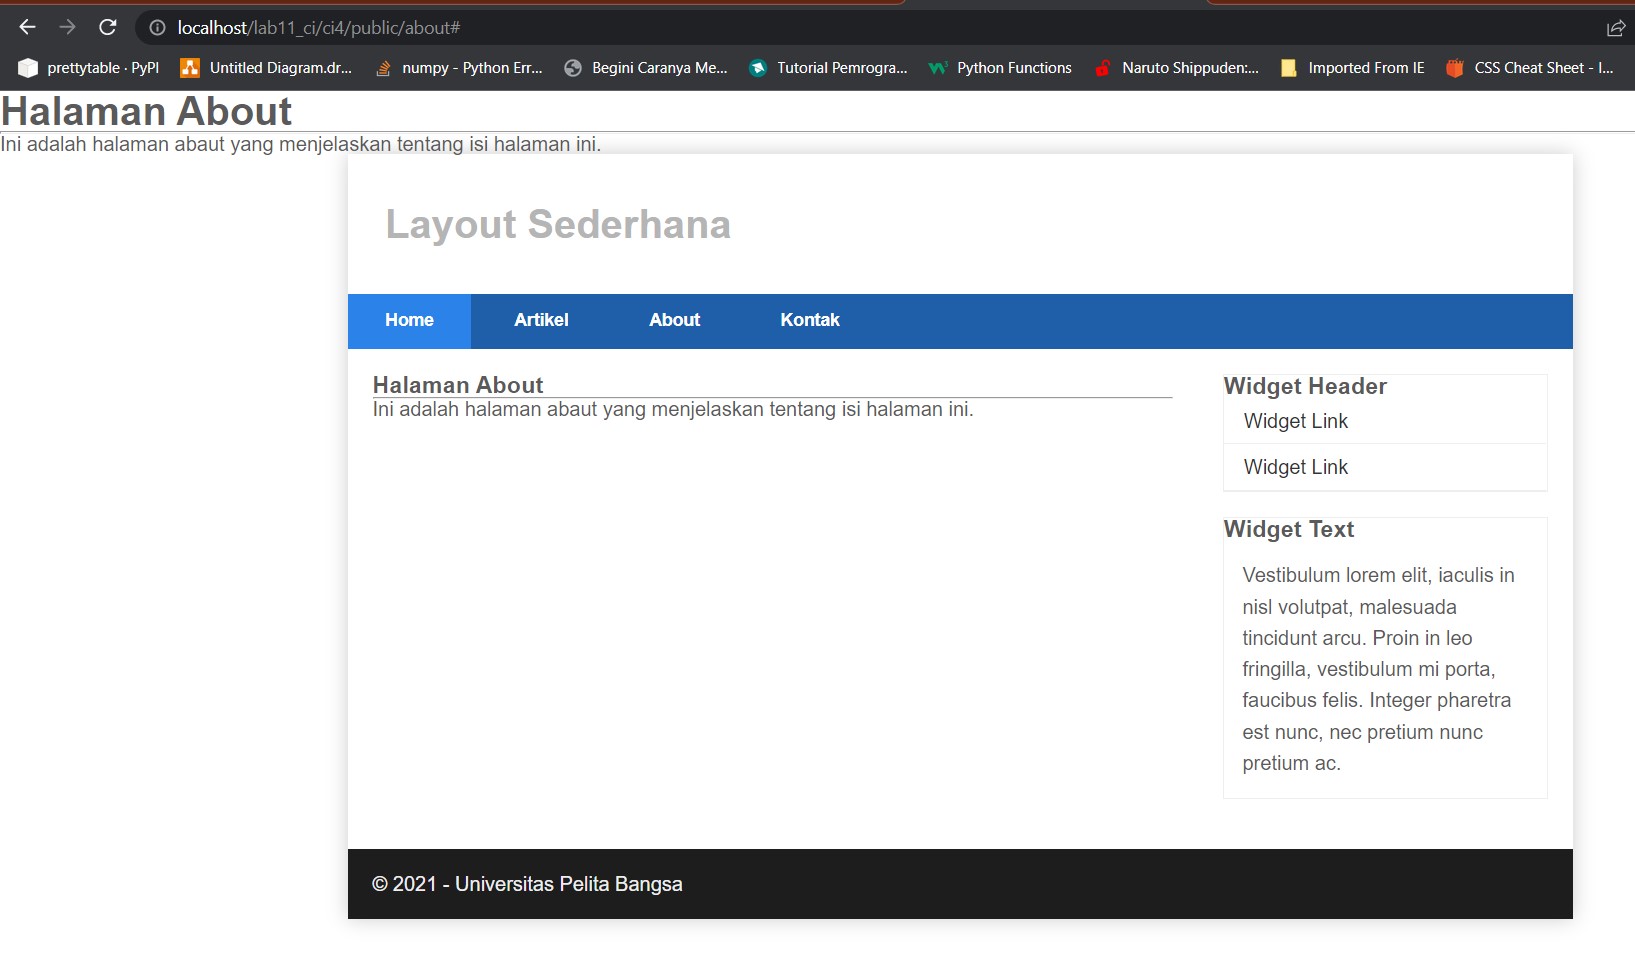 localhost/lab11_ci/ci4/public/about#
prettytable · PyPI Untitled Diagram.dr... numpy - Python Err... Begini Caranya Me... Tutorial Pemrogra... Python Functions Naruto Shippuden:... Imported From IE CSS Cheat Sheet - I...
Halaman About
Ini adalah halaman abaut yang menjelaskan tentang isi halaman ini.
Layout Sederhana
Home Artikel About Kontak
Halaman About
Ini adalah halaman abaut yang menjelaskan tentang isi halaman ini.
Widget Header
Widget Link
Widget Link
Widget Text
Vestibulum lorem elit, iaculis in
nisl volutpat, malesuada
tincidunt arcu. Proin in leo
fringilla, vestibulum mi porta,
faucibus felis. Integer pharetra
est nunc, nec pretium nunc
pretium ac.
© 2021 - Universitas Pelita Bangsa